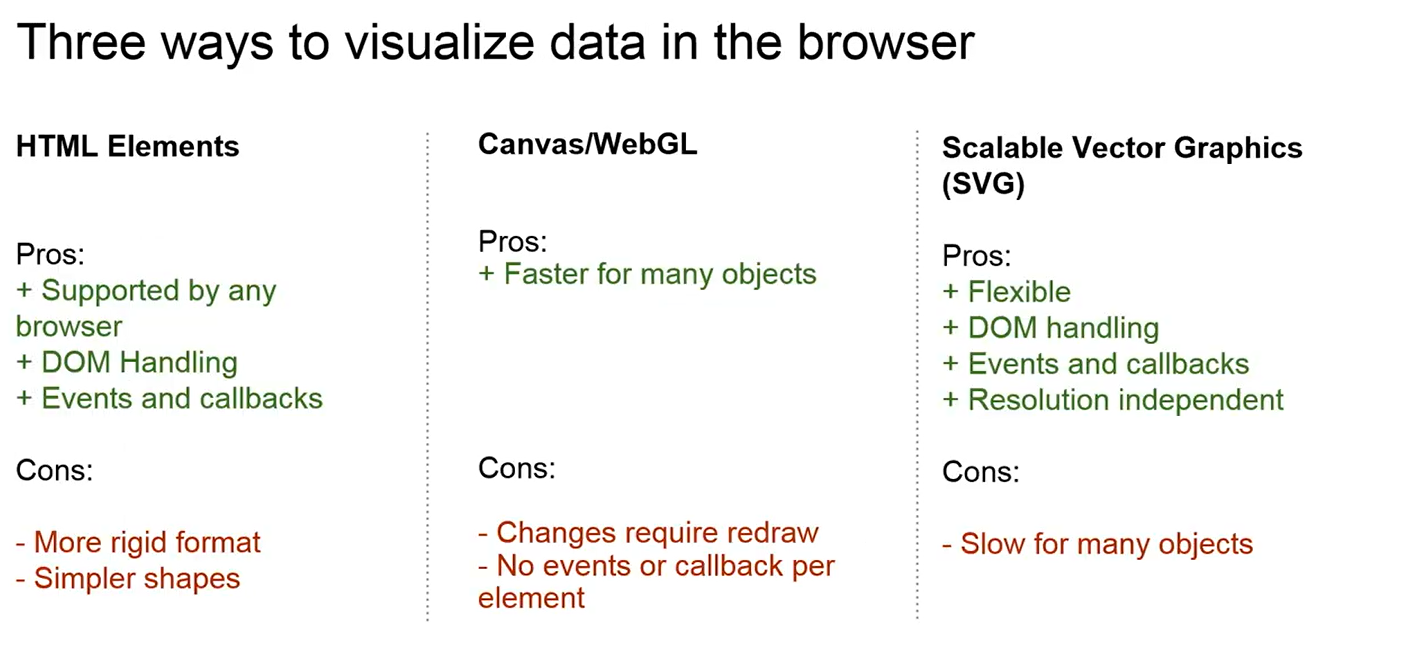 Three ways to visualize data in the browser
HTML Elements
Pros:
+ Supported by any
browser
+ DOM Handling
+ Events and callbacks
Cons:
- More rigid format
- Simpler shapes
Canvas/WebGL
Pros:
+ Faster for many objects
Cons:
- Changes require redraw
- No events or callback per
element
Scalable Vector Graphics
(SVG)
Pros:
+ Flexible
+ DOM handling
+ Events and callbacks
+ Resolution independent
Cons:
- Slow for many objects